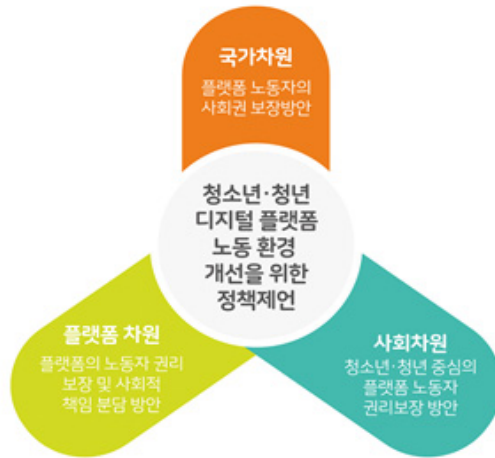 국가차원
플랫폼 노동자의
사회권 보장방안
청소년·청년
디지털 플랫폼
노동 환경
개선을 위한
정책제언
플랫폼 차원
플랫폼의 노동자 권리
보장 및 사회적
책임 분담 방안
사회차원
청소년·청년 중심의
플랫폼 노동자
권리보장 방안